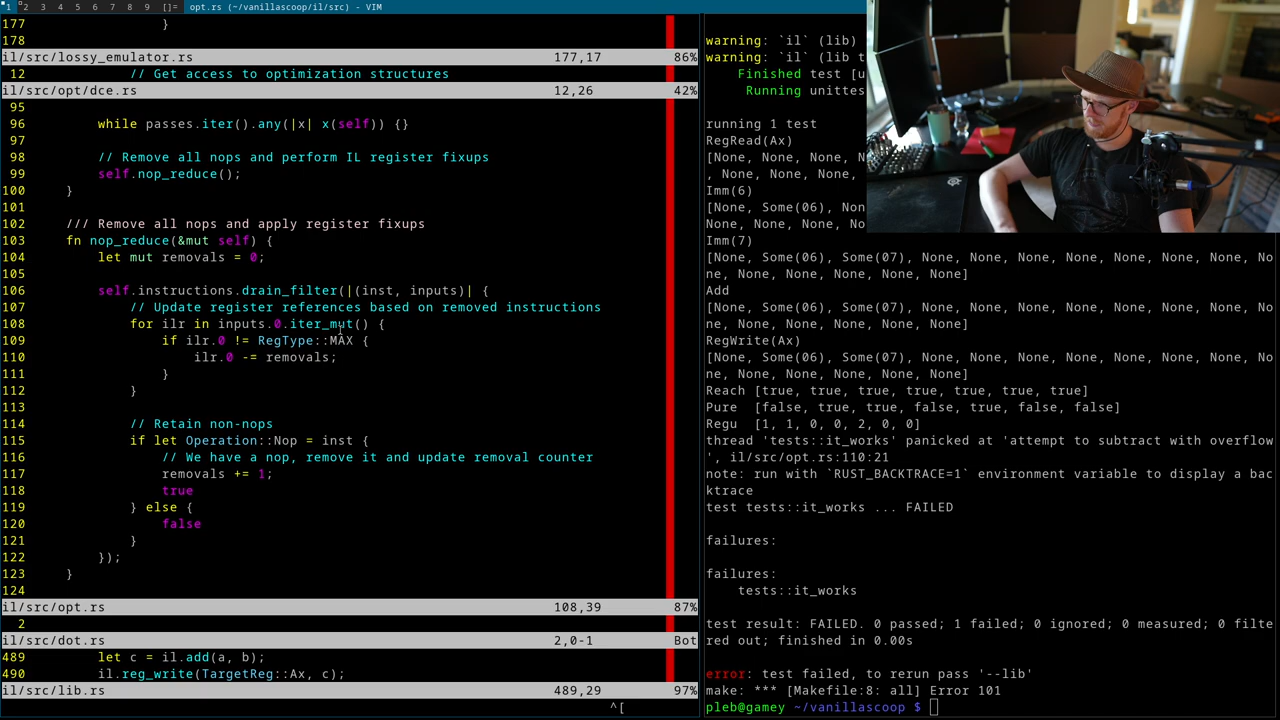 1 2 3 4 5 6 7 8 9 []= opt.rs (~/vanillascoop/il/src) - VIM
177 }
178
il/src/lossy_emulator.rs 177,17 86%
12 // Get access to optimization structures
il/src/opt/dce.rs 12,26 42%
95
96 while passes.iter().any(|x| x(self)) {}
97
98 // Remove all nops and perform IL register fixups
99 self.nop_reduce();
100 }
101
102 /// Remove all nops and apply register fixups
103 fn nop_reduce(&mut self) {
104 let mut removals = 0;
105
106 self.instructions.drain_filter(|(inst, inputs)| {
107 // Update register references based on removed instructions
108 for ilr in inputs.0.iter_mut() {
109 if ilr.0 != RegType::MAX {
110 ilr.0 -= removals;
111 }
112 }
113
114 // Retain non-nops
115 if let Operation::Nop = inst {
116 // We have a nop, remove it and update removal counter
117 removals += 1;
118 true
119 } else {
120 false
121 }
122 });
123 }
124
il/src/opt.rs 108,39 87%
2
il/src/dot.rs 2,0-1 Bot
489 let c = il.add(a, b);
490 il.reg_write(TargetReg::Ax, c);
il/src/lib.rs 489,29 97%
^[
warning: `il` (lib)
warning: `il` (lib t
Finished test [u
Running unittes
running 1 test
RegRead(Ax)
[None, None, None, N
, None, None, None,
Imm(6)
[None, Some(06), Non
None, None, None, No
Imm(7)
[None, Some(06), Some(07), None, None, None, None, None, None, None, No
ne, None, None, None, None]
Add
[None, Some(06), Some(07), None, None, None, None, None, None, None, No
ne, None, None, None, None]
RegWrite(Ax)
[None, Some(06), Some(07), None, None, None, None, None, None, None, No
ne, None, None, None, None]
Reach [true, true, true, true, true, true, true]
Pure [false, true, true, false, true, false, false]
Regu [1, 1, 0, 0, 2, 0, 0]
thread 'tests::it_works' panicked at 'attempt to subtract with overflow
', il/src/opt.rs:110:21
note: run with `RUST_BACKTRACE=1` environment variable to display a bac
ktrace
test tests::it_works ... FAILED
failures:
failures:
tests::it_works
test result: FAILED. 0 passed; 1 failed; 0 ignored; 0 measured; 0 filte
red out; finished in 0.00s
error: test failed, to rerun pass '--lib'
make: *** [Makefile:8: all] Error 101
pleb@gamey ~/vanillascoop $